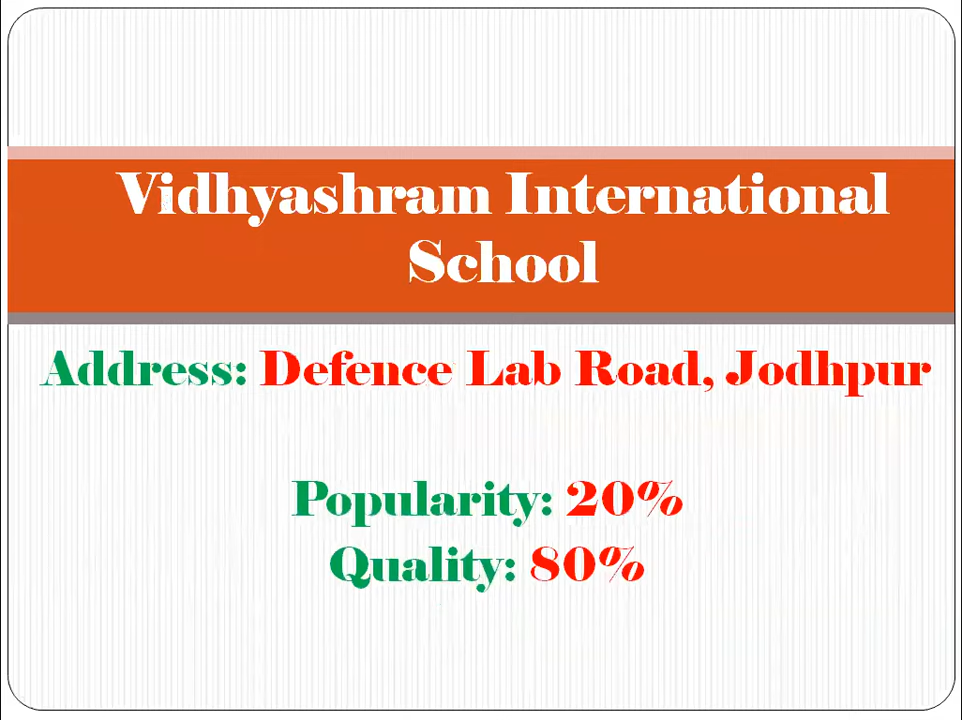 Vidhyashram International
School
Address: Defence Lab Road, Jodhpur
Popularity: 20%
Quality: 80%